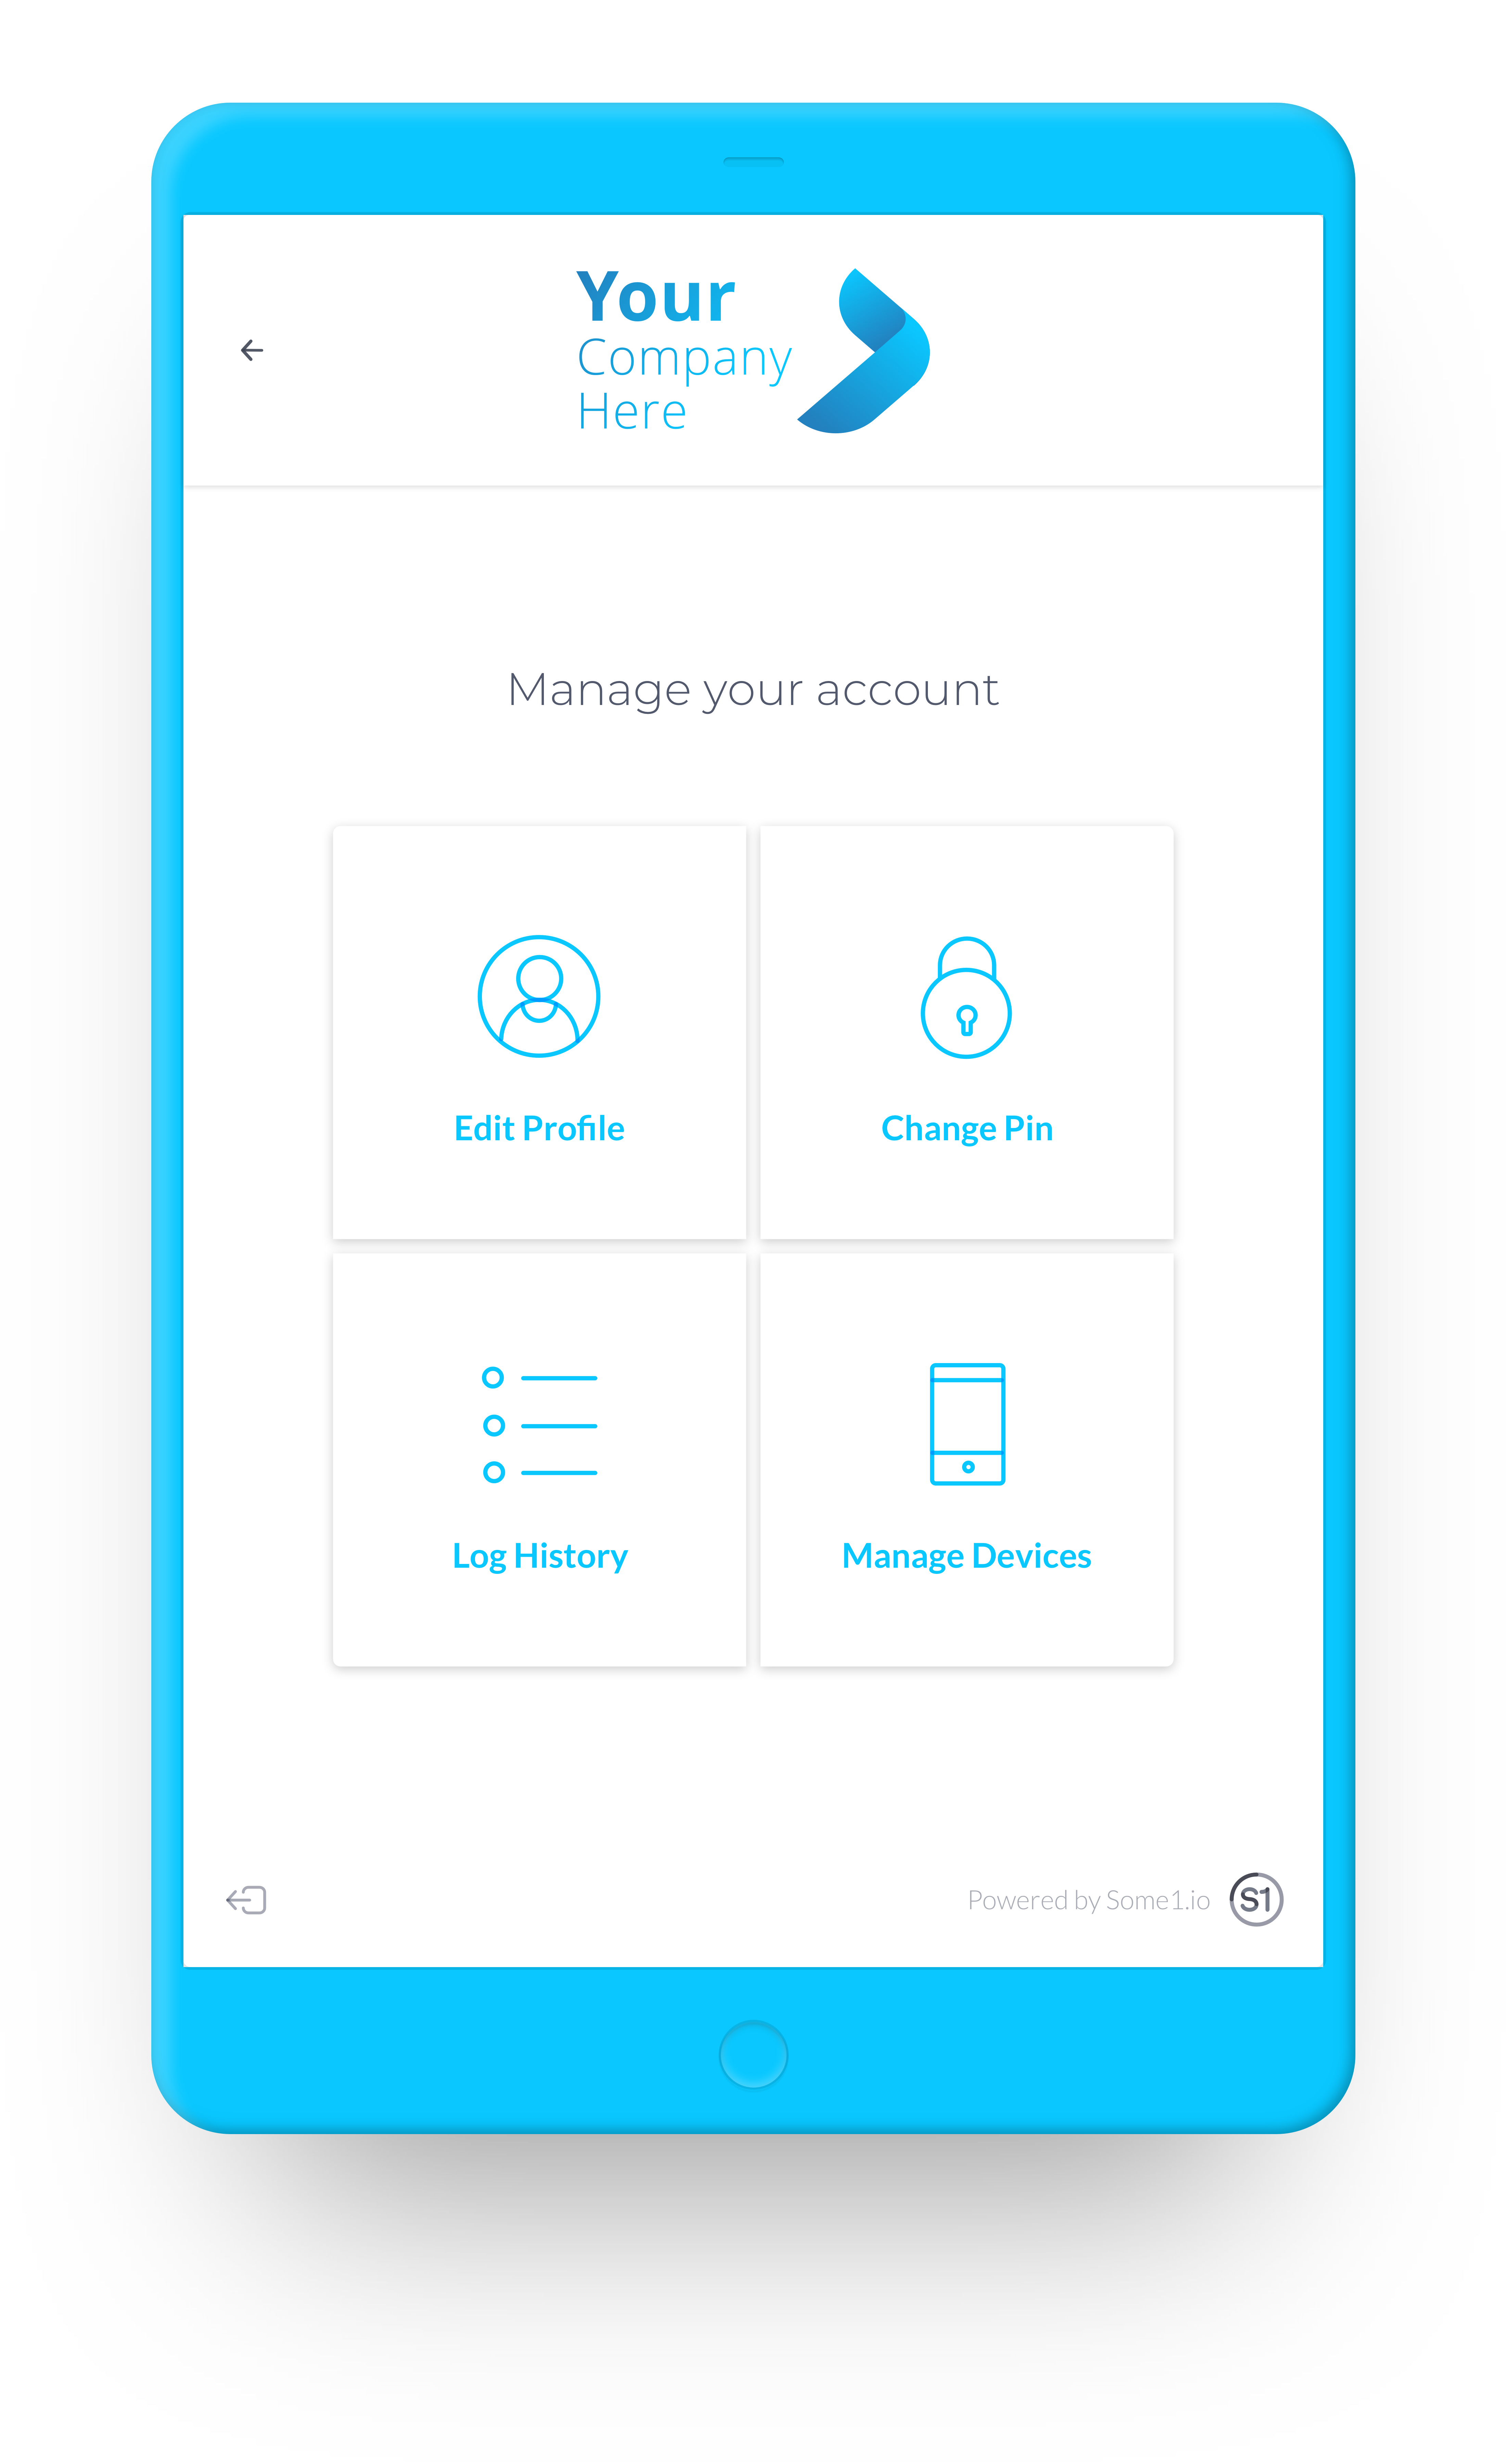 Your
Company
Here
Manage your account
Edit Profile
Change Pin
Log History
Manage Devices
Powered by Some1.io
S1